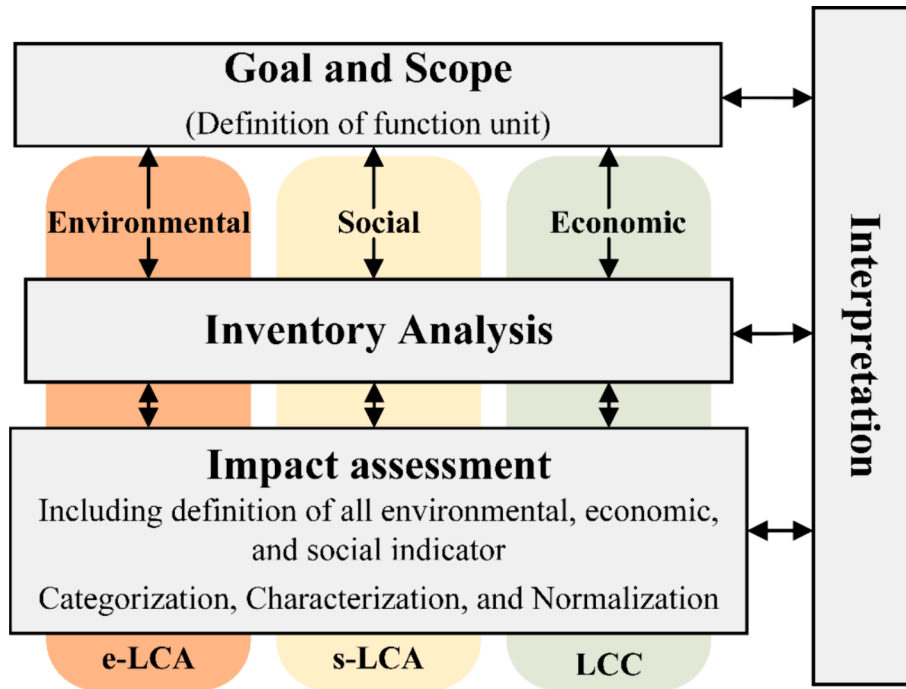 Goal and Scope
(Definition of function unit)
Environmental
Social
Economic
Inventory Analysis
Impact assessment
Including definition of all environmental, economic,
and social indicator
Categorization, Characterization, and Normalization
e-LCA
s-LCA
LCC
Interpretation